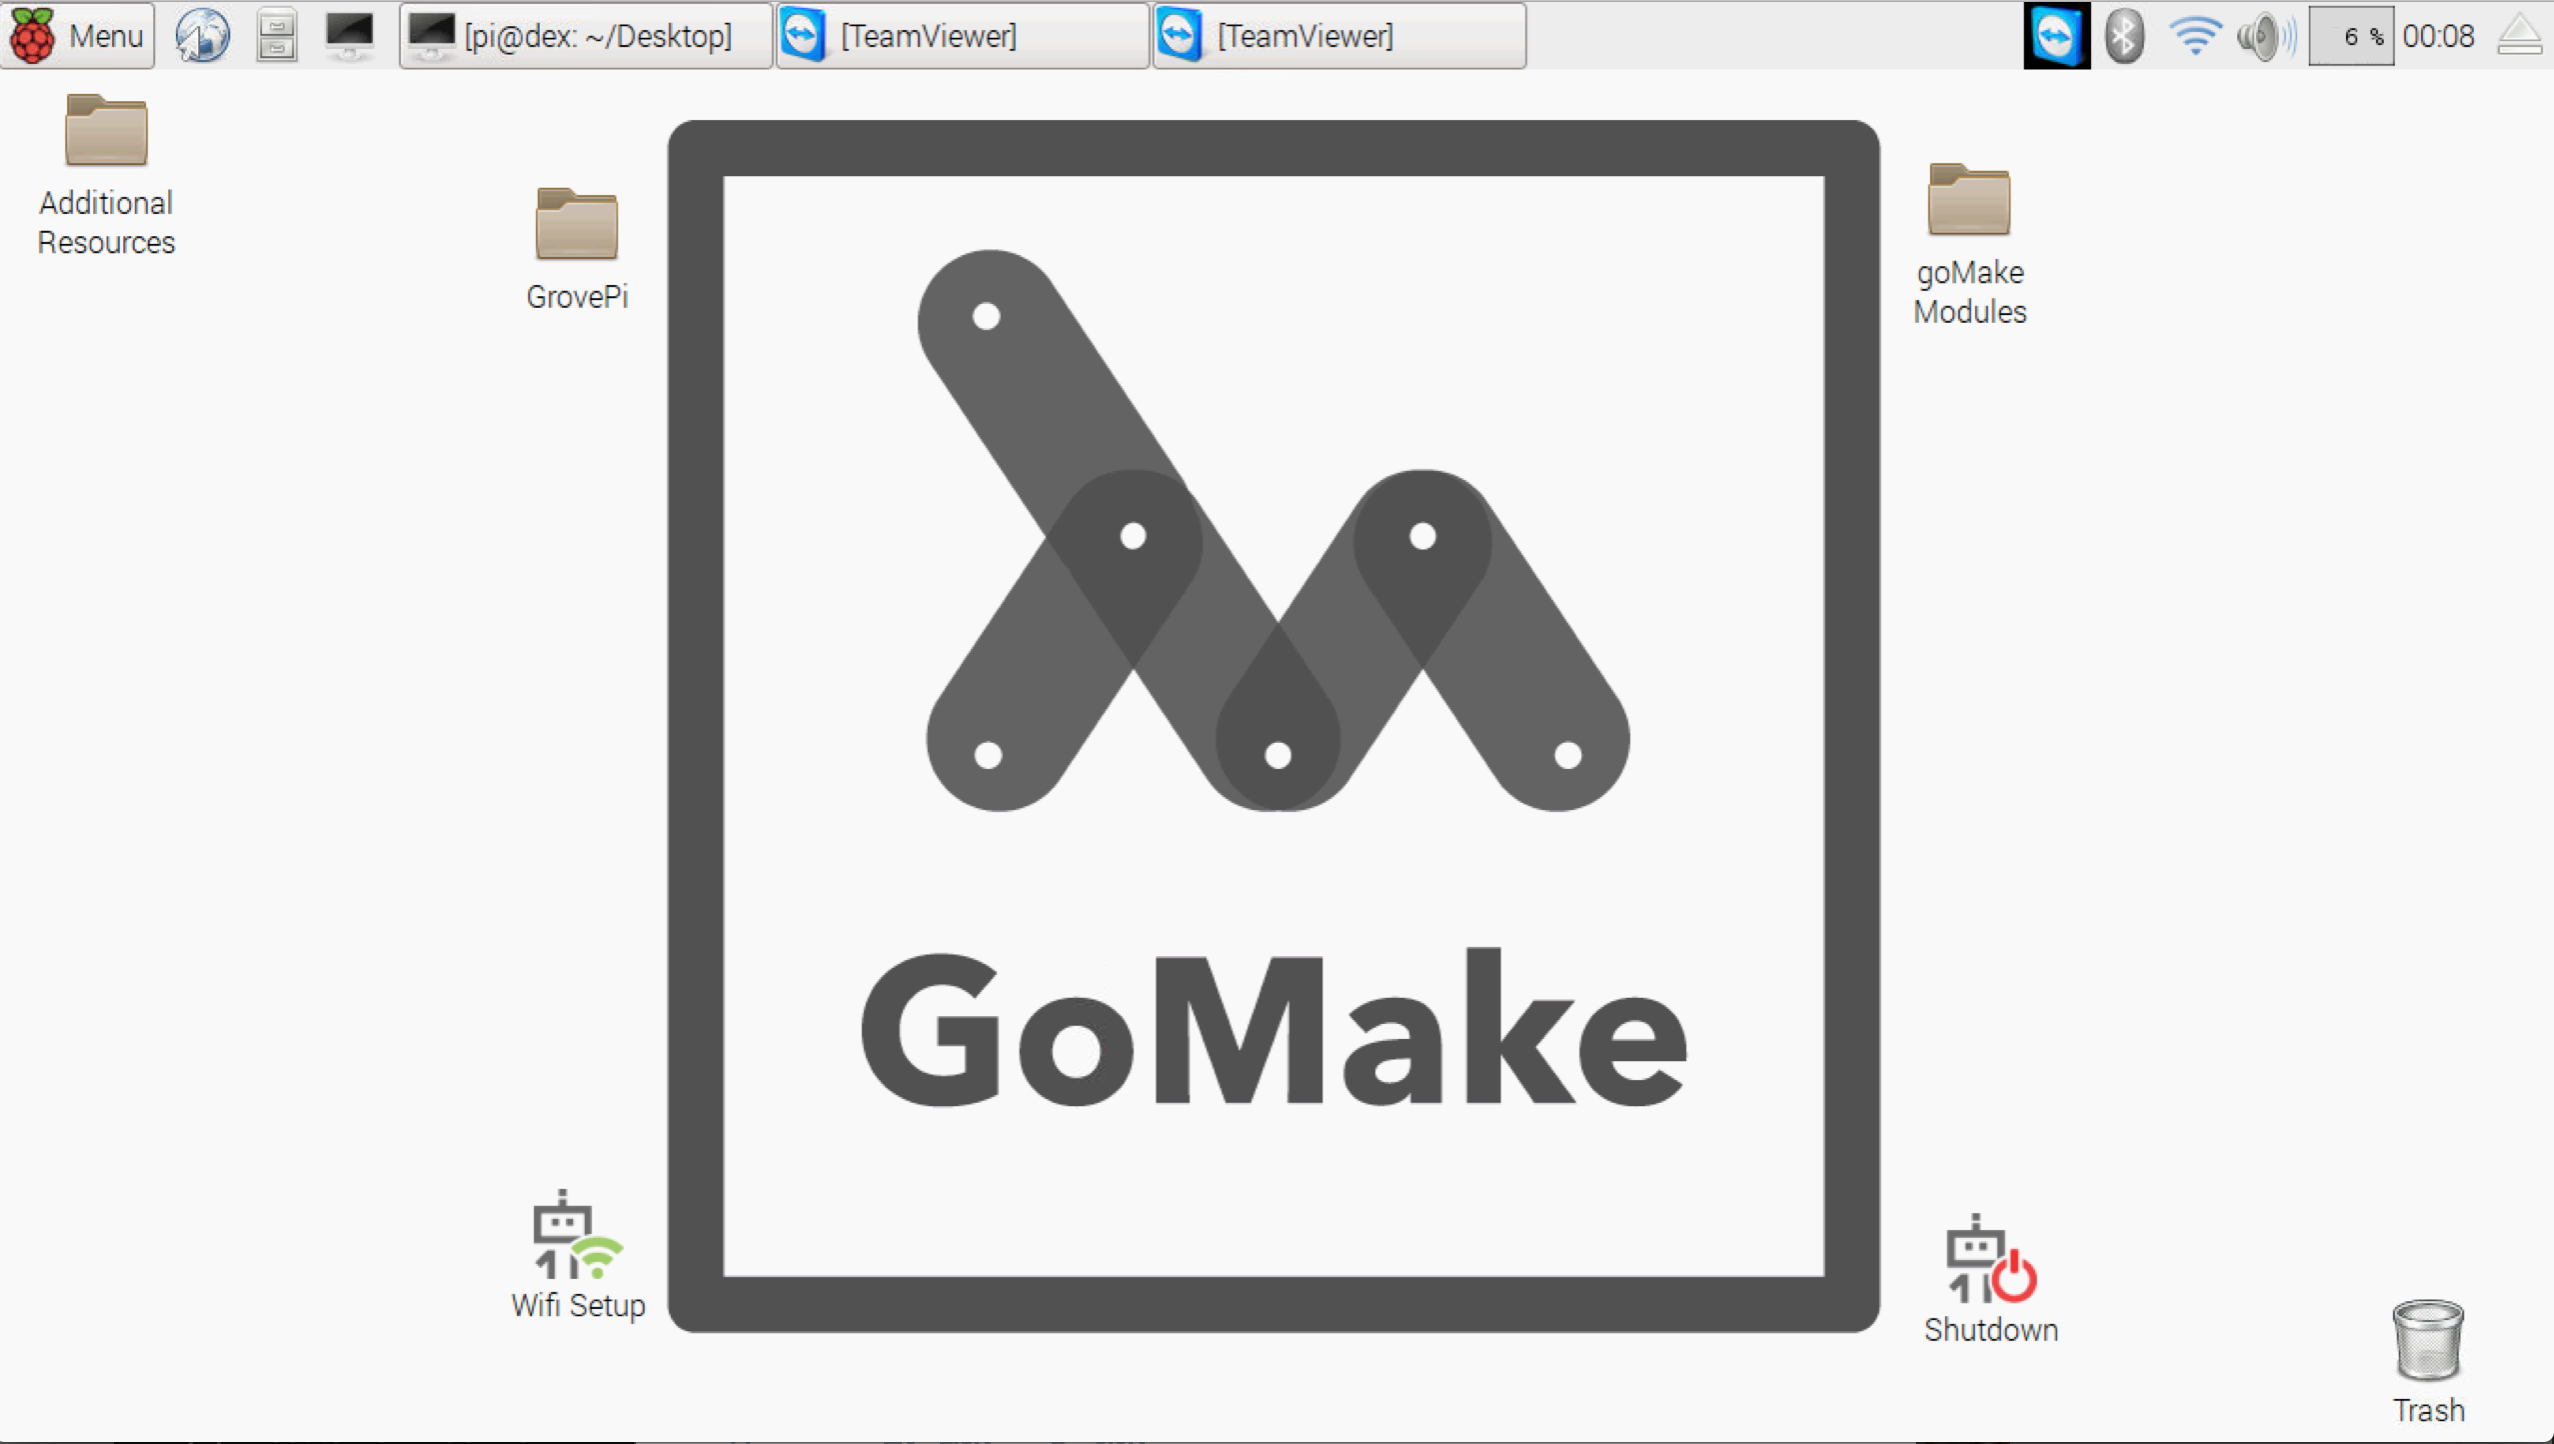 Menu
[pi@dex: ~/Desktop]
[TeamViewer]
[TeamViewer]
6 %
00:08
Additional
Resources
GrovePi
goMake
Modules
GoMake
Wifi Setup
Shutdown
Trash